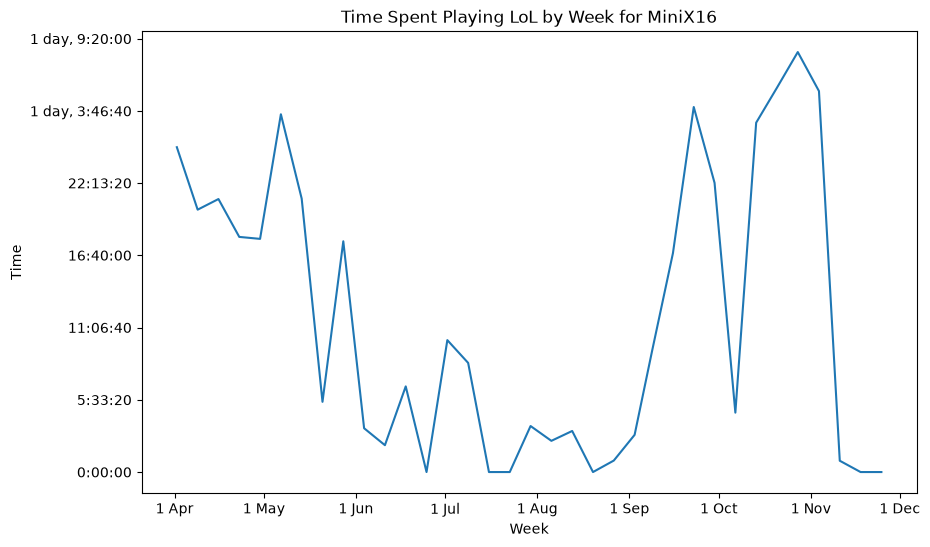 Time Spent Playing LoL by Week for MiniX16
1 day, 9:20:00
1 day, 3:46:40
22:13:20
16:40:00
11:06:40
5:33:20
0:00:00
Time
1 Apr
1 May
1 Jun
1 Jul
1 Aug
1 Sep
1 Oct
1 Nov
1 Dec
Week